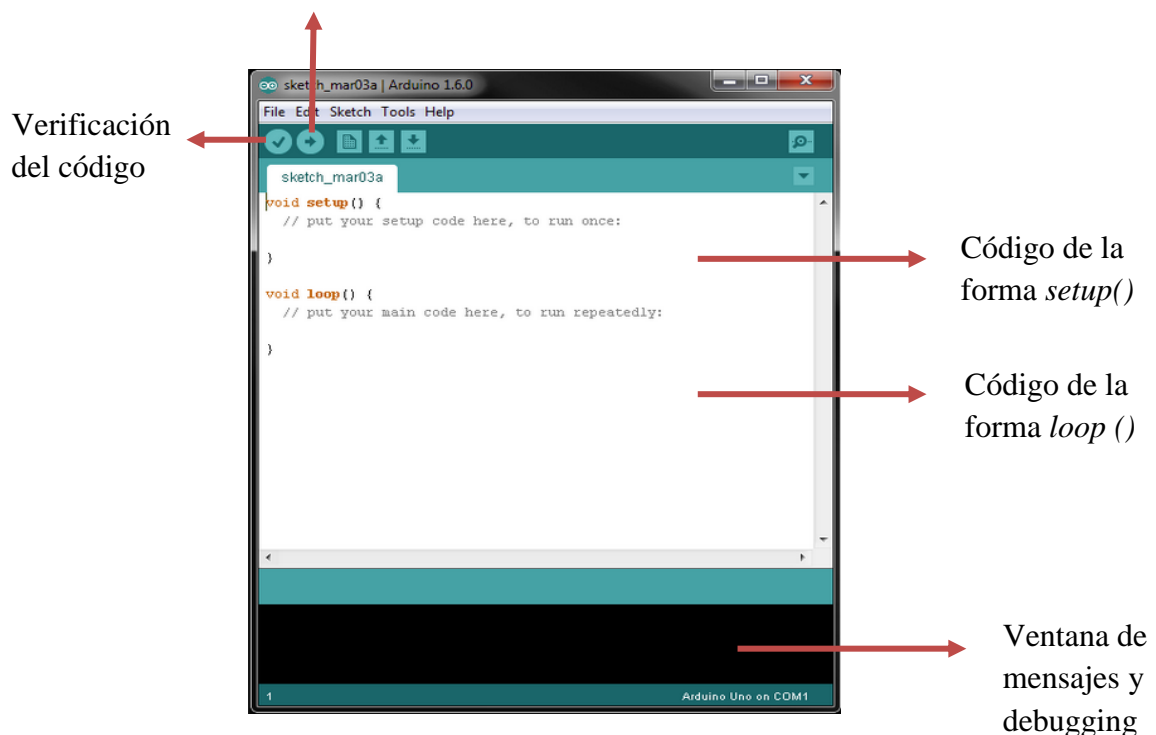 sketch_mar03a | Arduino 1.6.0
File Edit Sketch Tools Help
Verificación
del código
sketch_mar03a
void setup() {
// put your setup code here, to run once:
}
void loop() {
// put your main code here, to run repeatedly:
}
Código de la
forma setup()
Código de la
forma loop ()
Ventana de
mensajes y
debugging
1
Arduino Uno on COM1